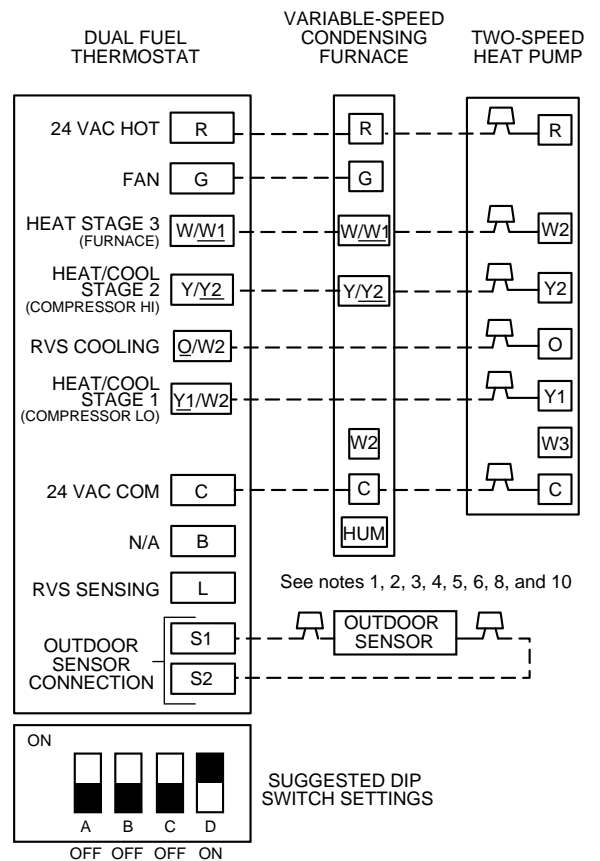 DUAL FUEL
THERMOSTAT
VARIABLE-SPEED
CONDENSING
FURNACE
TWO-SPEED
HEAT PUMP
24 VAC HOT R R R
FAN G G
HEAT STAGE 3
(FURNACE)
W/W1 W/W1 W2
HEAT/COOL
STAGE 2
(COMPRESSOR HI)
Y/Y2 Y/Y2 Y2
RVS COOLING O/W2 O
HEAT/COOL
STAGE 1
(COMPRESSOR LO)
Y1/W2 Y1
W2 W3
24 VAC COM C C C
N/A B HUM
RVS SENSING L
See notes 1, 2, 3, 4, 5, 6, 8, and 10
OUTDOOR
SENSOR
CONNECTION
S1
S2
OUTDOOR
SENSOR
ON
A B C D
OFF OFF OFF ON
SUGGESTED DIP
SWITCH SETTINGS